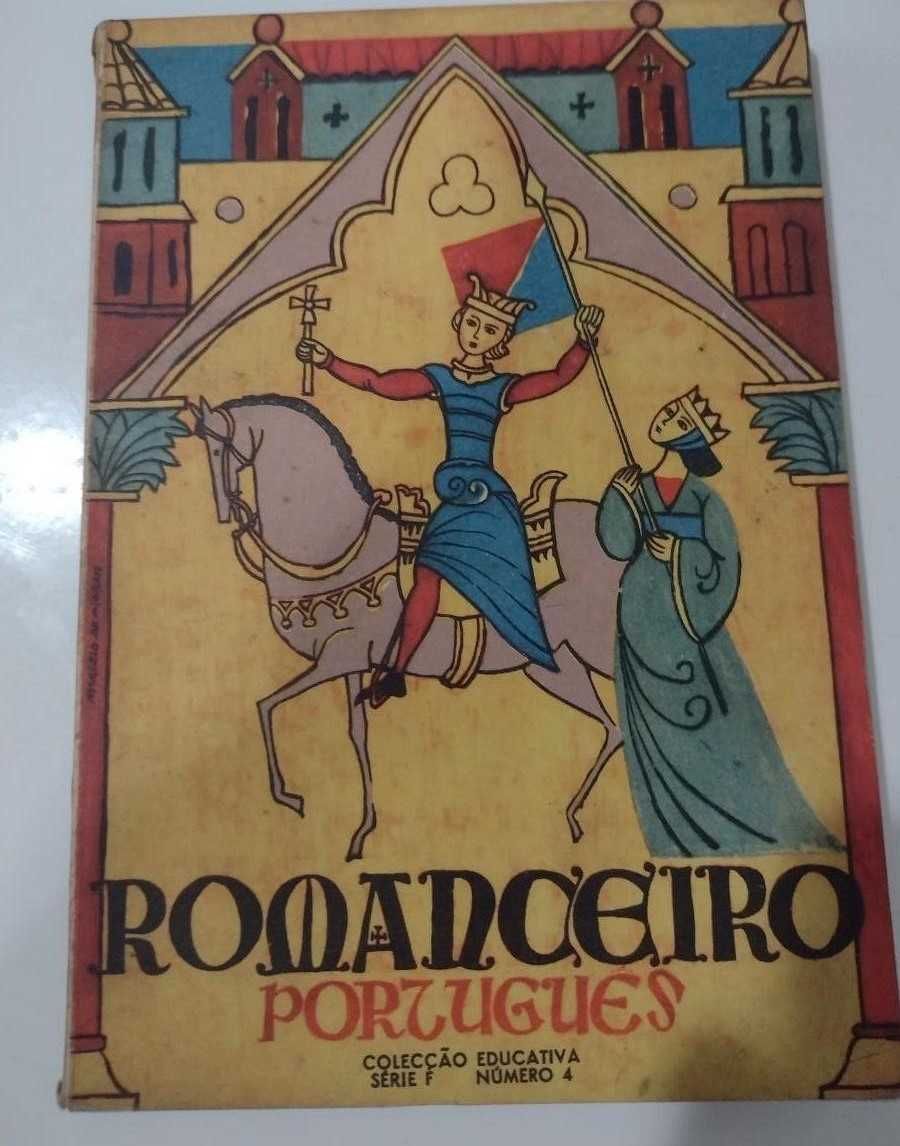 ROMANCEIRO
PORTUGUÊS
COLECÇÃO EDUCATIVA
SÉRIE F NÚMERO 4